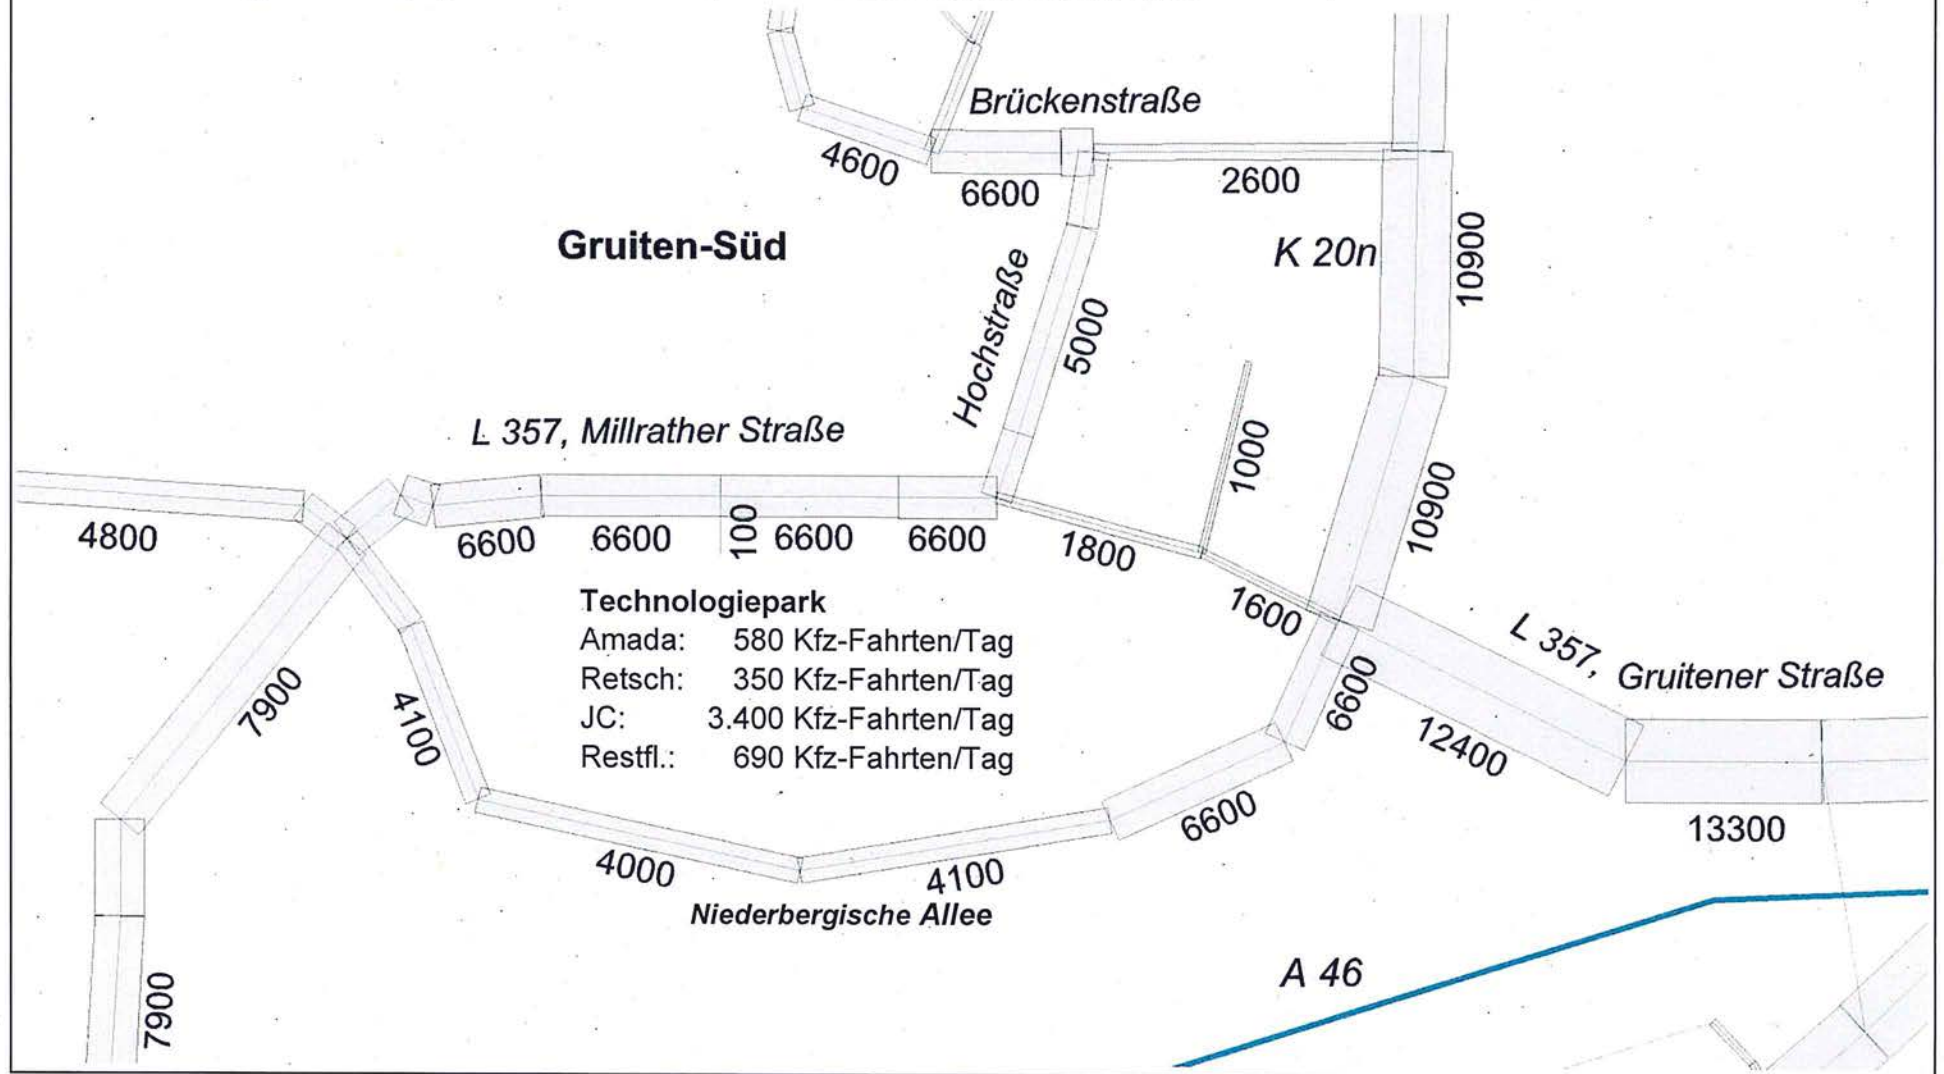 Brückenstraße
4600
6600
2600
Gruiten-Süd
K 20n
10900
Hochstraße
5000
L 357, Millrather Straße
1000
10900
4800
6600
6600
100
6600
6600
1800
1600
Technologiepark
Amada: 580 Kfz-Fahrten/Tag
Retsch: 350 Kfz-Fahrten/Tag
JC: 3.400 Kfz-Fahrten/Tag
Restfl.: 690 Kfz-Fahrten/Tag
L 357, Gruitener Straße
7900
4100
6600
12400
6600
13300
4000
4100
Niederbergische Allee
A 46
7900